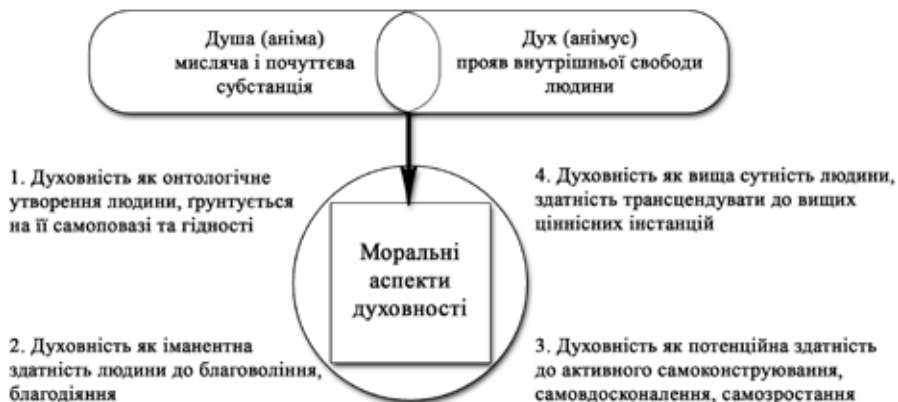 Душа (аніма)
мисляча і почуттєва
субстанція
Дух (анімус)
прояв внутрішньої свободи
людини
1. Духовність як онтологічне
утворення людини, ґрунтується
на її самоповазі та гідності
4. Духовність як вища сутність людини,
здатність трансцендувати до вищих
ціннісних інстанцій
Моральні
аспекти
духовності
2. Духовність як іманентна
здатність людини до благовоління,
благодіяння
3. Духовність як потенційна здатність
до активного самоконструювання,
самовдосконалення, самозростання